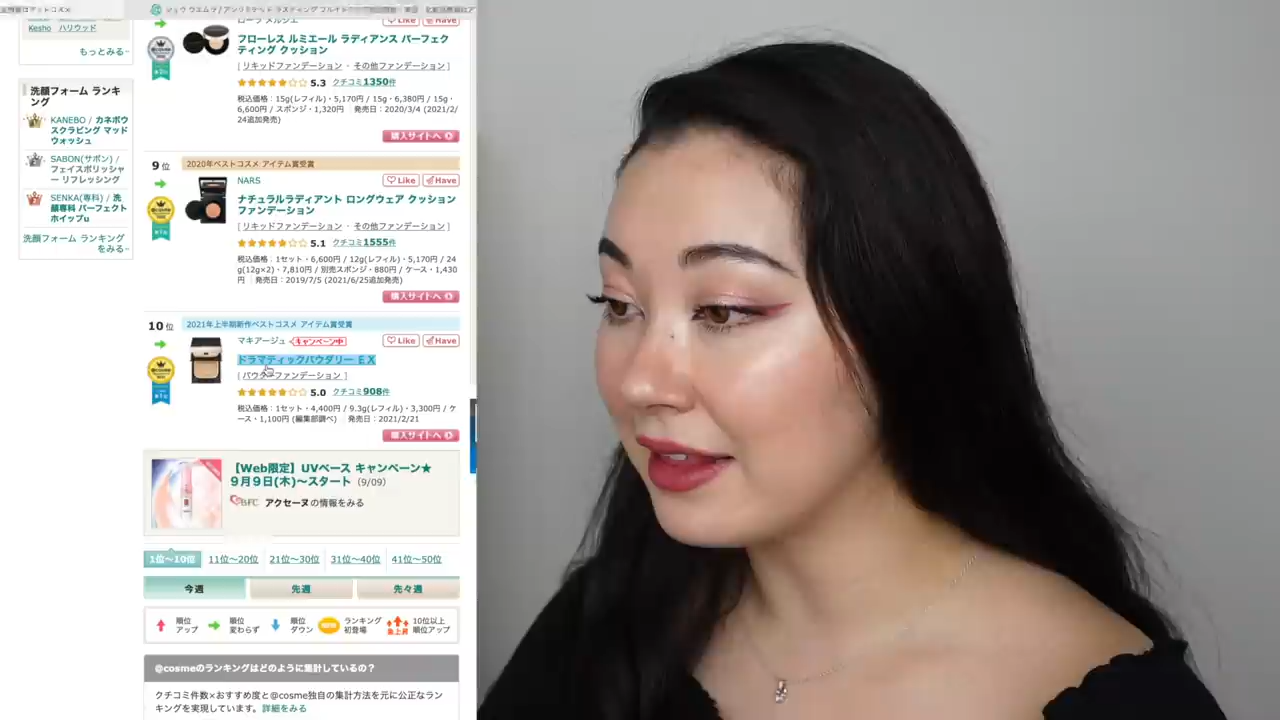 Kesho ハリウッド
もっとみる
洗顔フォーム ランキ
ング
KANEBO / カネボウ
スクラビング マッド
ウォッシュ
SABON(サボン) /
フェイスポリッシャ
ー リフレッシング
SENKA(専科) / 洗
顔専科 パーフェクト
ホイップu
洗顔フォーム ランキング
をみる
ローラ メルシエ
Like Have
フローレス ルミエール ラディアンス パーフェク
ティング クッション
[ リキッドファンデーション ・ その他ファンデーション ]
5.3 クチコミ1350件
税込価格：15g(レフィル)・5,170円 / 15g・6,380円 / 15g・
6,600円 / スポンジ・1,320円 発売日：2020/3/4 (2021/2/
24追加発売)
購入サイトへ
9位
2020年ベストコスメ アイテム賞受賞
NARS
Like Have
ナチュラルラディアント ロングウェア クッション
ファンデーション
[ リキッドファンデーション ・ その他ファンデーション ]
5.1 クチコミ1555件
税込価格：1セット・6,600円 / 12g(レフィル)・5,170円 / 24
g(12g×2)・7,810円 / 別売スポンジ・880円 / ケース・1,430
円 発売日：2019/7/5 (2021/6/25追加発売)
購入サイトへ
10位
2021年上半期新作ベストコスメ アイテム賞受賞
マキアージュ キャンペーン中
Like Have
ドラマティックパウダリー ＥＸ
[ パウダーファンデーション ]
5.0 クチコミ908件
税込価格：1セット・4,400円 / 9.3g(レフィル)・3,300円 / ケ
ース・1,100円 (編集部調べ) 発売日：2021/2/21
購入サイトへ
【Web限定】UVベース キャンペーン★
９月９日(木)～スタート (9/09)
BFC アクセーヌの情報をみる
1位～10位 11位～20位 21位～30位 31位～40位 41位～50位
今週 先週 先々週
順位
アップ
順位
変わらず
順位
ダウン
ランキング
初登場
急上昇
10位以上
順位アップ
@cosmeのランキングはどのように集計しているの？
クチコミ件数×おすすめ度と@cosme独自の集計方法を元に公正なラン
キングを実現しています。詳細をみる